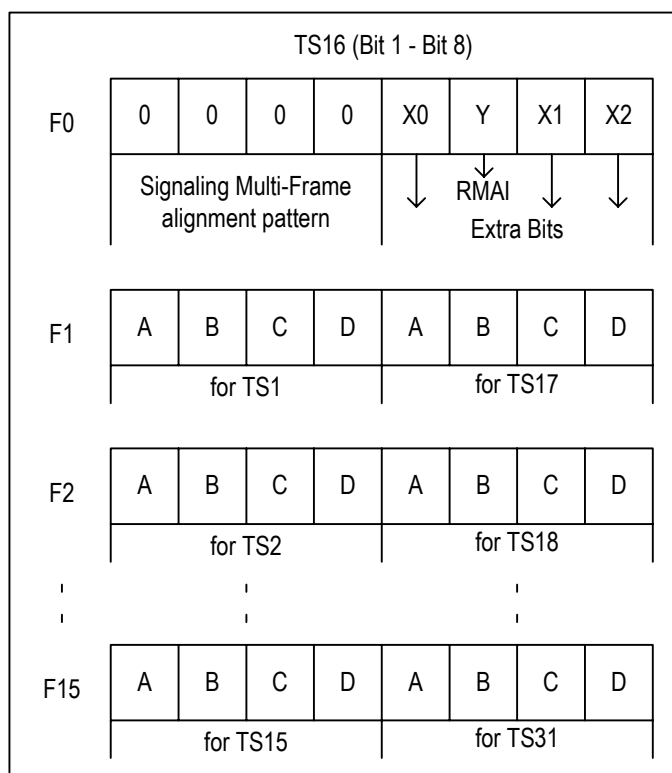 TS16 (Bit 1 - Bit 8)
F0 0 0 0 0 X0 Y X1 X2
Signaling Multi-Frame
alignment pattern
RMAI
Extra Bits
F1 A B C D A B C D
for TS1 for TS17
F2 A B C D A B C D
for TS2 for TS18
F15 A B C D A B C D
for TS15 for TS31